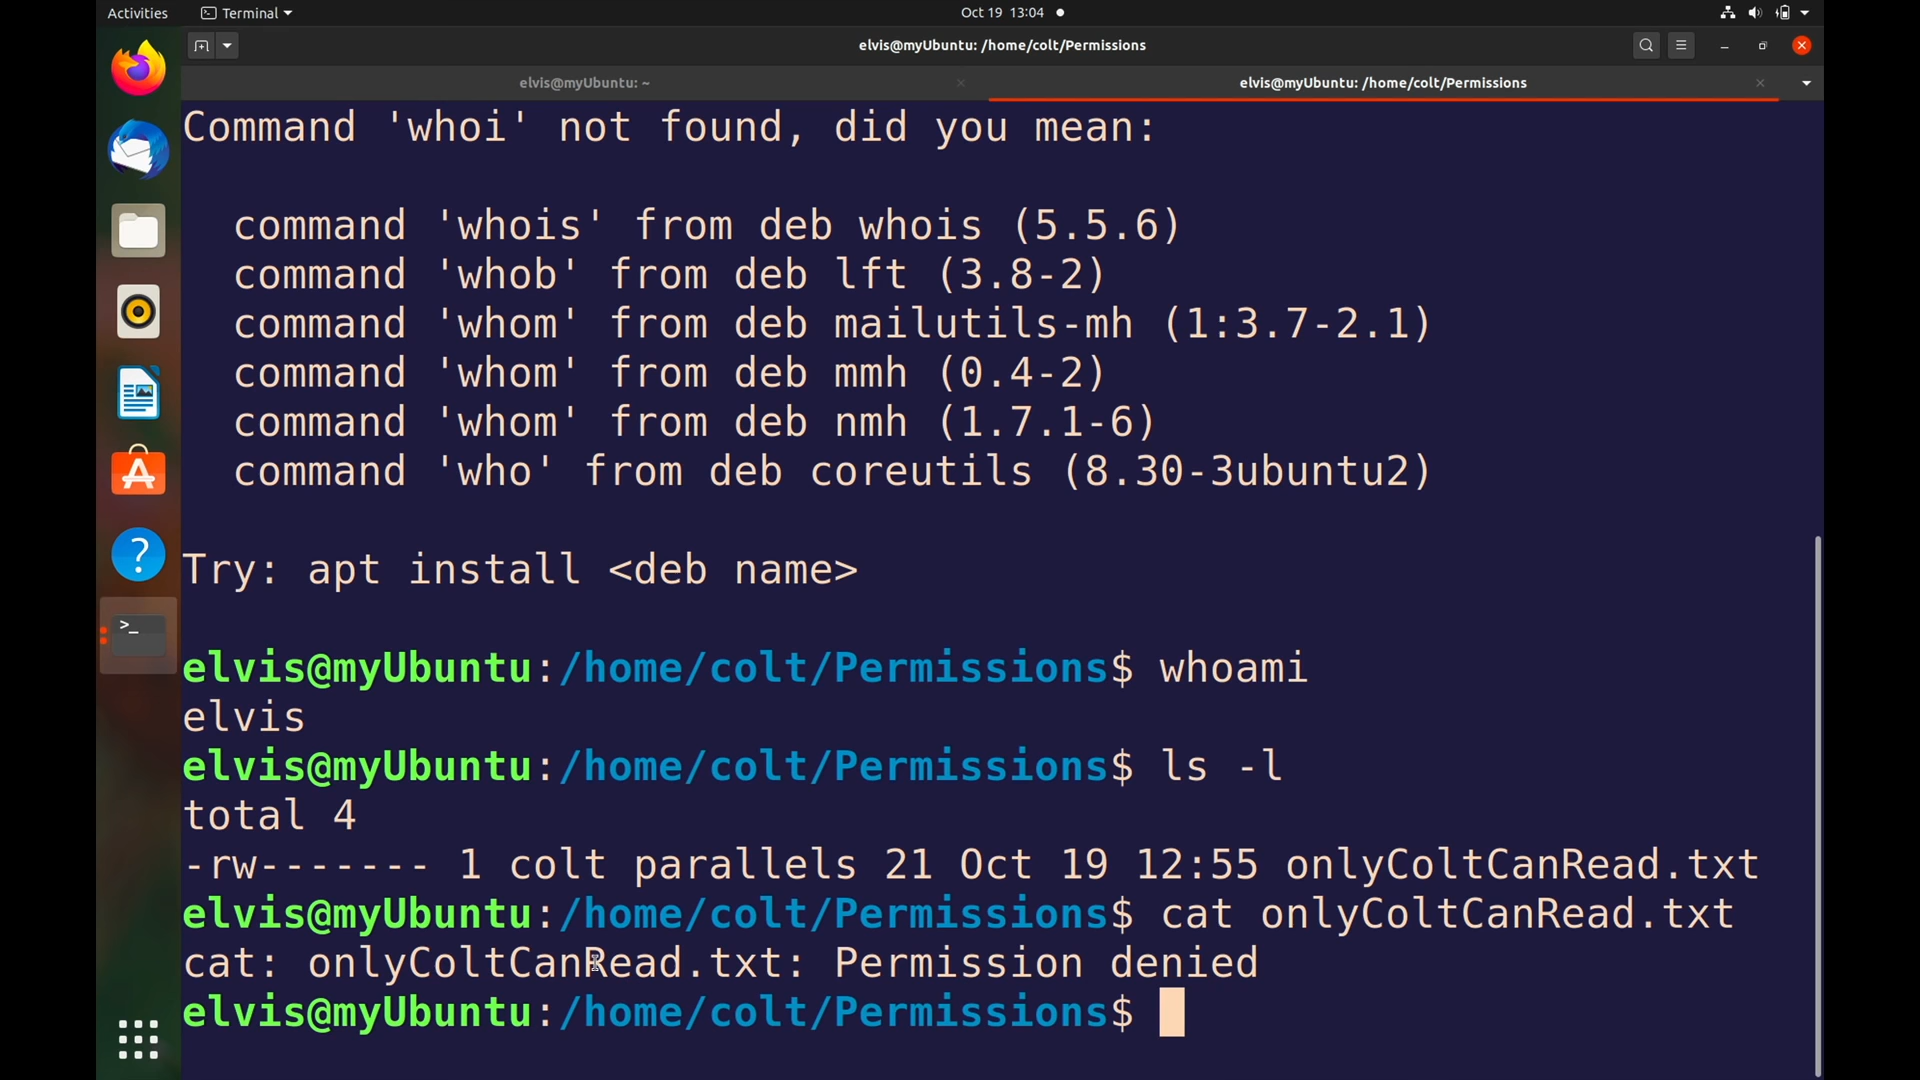 Activities Terminal Oct 19 13:04
elvis@myUbuntu: /home/colt/Permissions
elvis@myUbuntu: ~ elvis@myUbuntu: /home/colt/Permissions
Command 'whoi' not found, did you mean:
command 'whois' from deb whois (5.5.6)
command 'whob' from deb lft (3.8-2)
command 'whom' from deb mailutils-mh (1:3.7-2.1)
command 'whom' from deb mmh (0.4-2)
command 'whom' from deb nmh (1.7.1-6)
command 'who' from deb coreutils (8.30-3ubuntu2)
Try: apt install <deb name>
elvis@myUbuntu:/home/colt/Permissions$ whoami
elvis
elvis@myUbuntu:/home/colt/Permissions$ ls -l
total 4
-rw------- 1 colt parallels 21 Oct 19 12:55 onlyColtCanRead.txt
elvis@myUbuntu:/home/colt/Permissions$ cat onlyColtCanRead.txt
cat: onlyColtCanRead.txt: Permission denied
elvis@myUbuntu:/home/colt/Permissions$